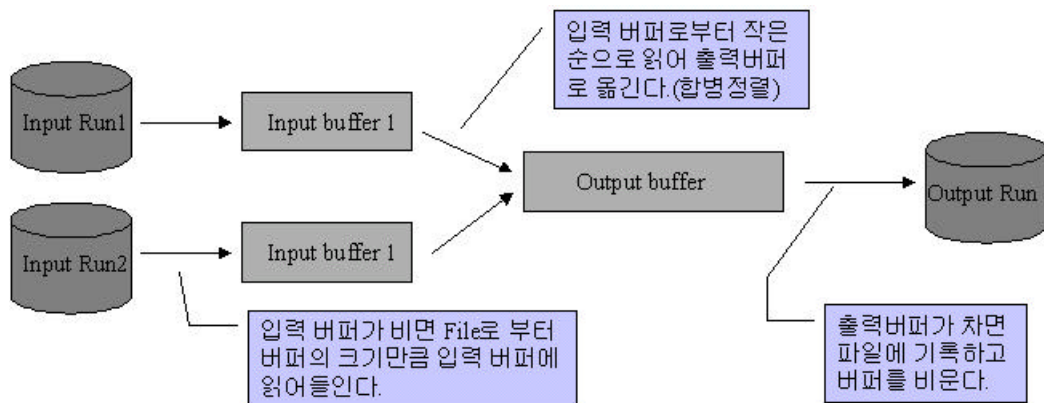 입력 버퍼로부터 작은
순으로 읽어 출력버퍼
로 옮긴다.(합병정렬)
Input Run1
Input buffer 1
Output buffer
Output Run
Input Run2
Input buffer 1
입력 버퍼가 비면 File로 부터
버퍼의 크기만큼 입력 버퍼에
읽어들인다.
출력버퍼가 차면
파일에 기록하고
버퍼를 비운다.